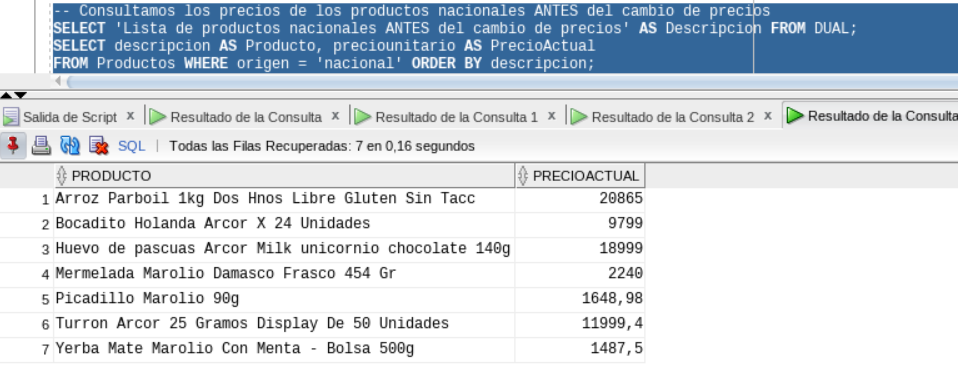 -- Consultamos los precios de los productos nacionales ANTES del cambio de precios
SELECT 'Lista de productos nacionales ANTES del cambio de precios' AS Descripcion FROM DUAL;
SELECT descripcion AS Producto, preciounitario AS PrecioActual
FROM Productos WHERE origen = 'nacional' ORDER BY descripcion;
Salida de Script x Resultado de la Consulta x Resultado de la Consulta 1 x Resultado de la Consulta 2 x Resultado de la Consulta
SQL | Todas las Filas Recuperadas: 7 en 0,16 segundos
PRODUCTO PRECIOACTUAL
1 Arroz Parboil 1kg Dos Hnos Libre Gluten Sin Tacc 20865
2 Bocadito Holanda Arcor X 24 Unidades 9799
3 Huevo de pascuas Arcor Milk unicornio chocolate 140g 18999
4 Mermelada Marolio Damasco Frasco 454 Gr 2240
5 Picadillo Marolio 90g 1648,98
6 Turron Arcor 25 Gramos Display De 50 Unidades 11999,4
7 Yerba Mate Marolio Con Menta - Bolsa 500g 1487,5